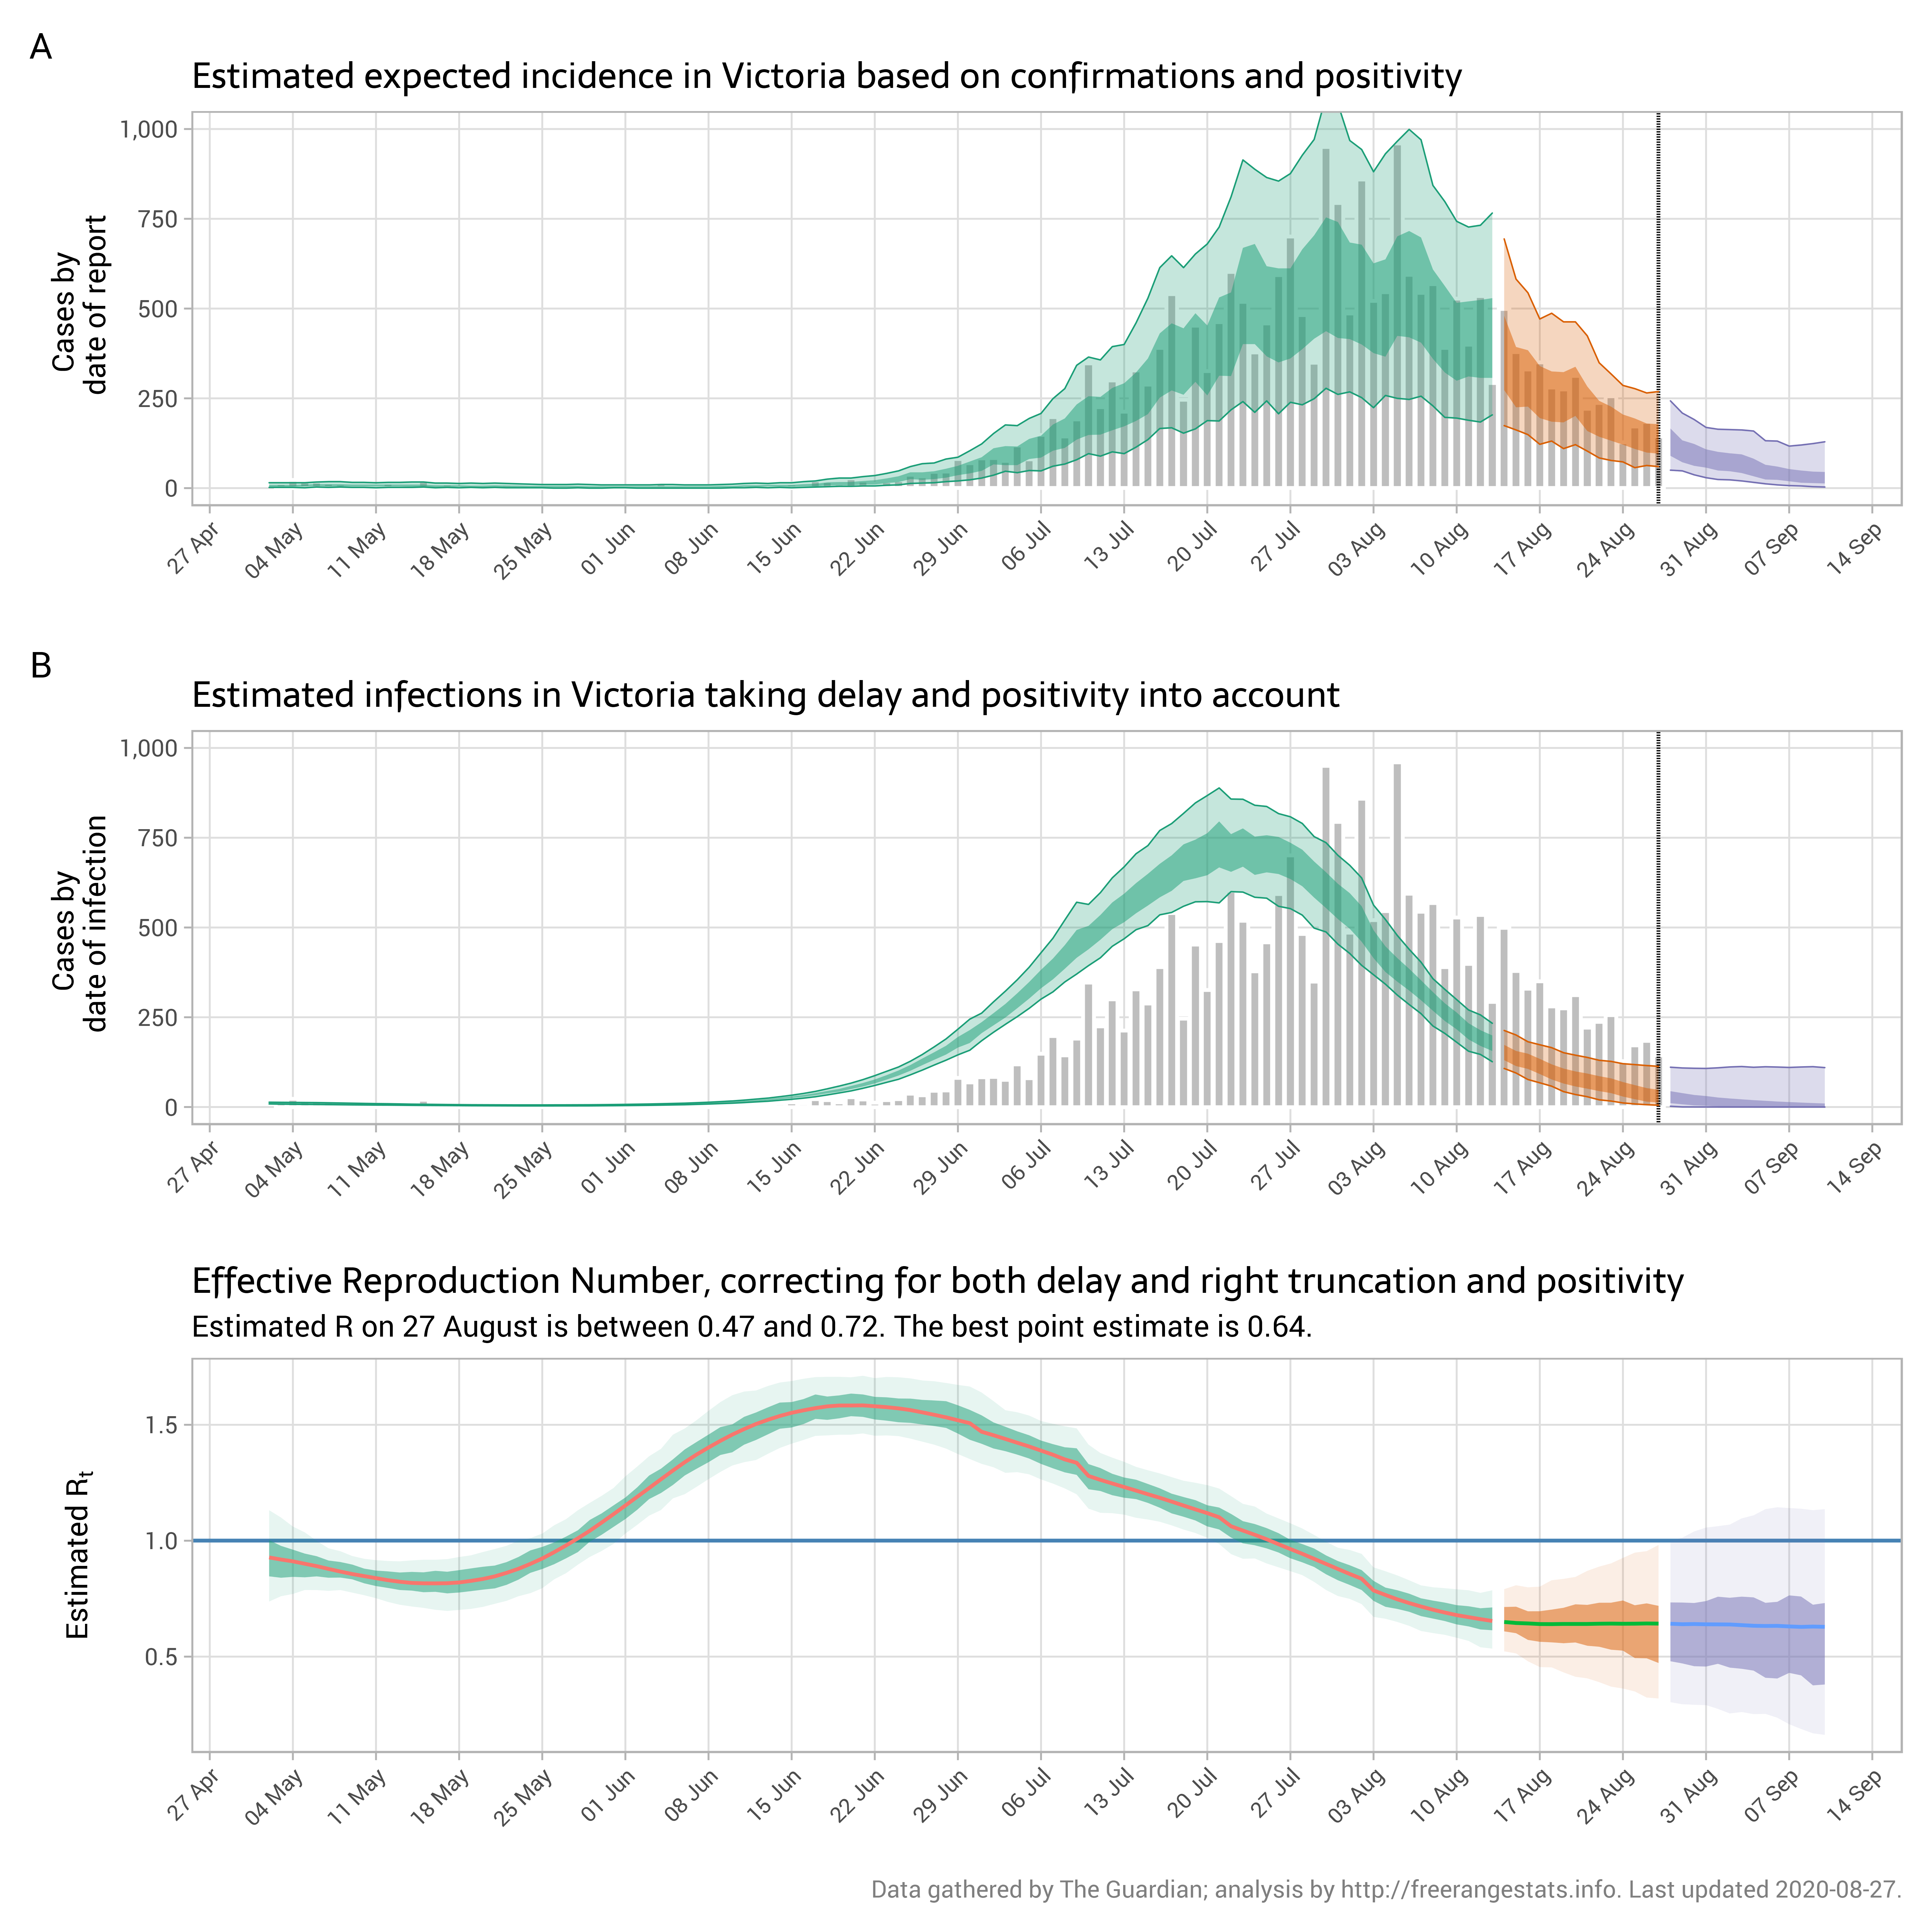 A
Estimated expected incidence in Victoria based on confirmations and positivity
Cases by
date of report
1,000
750
500
250
0
27 Apr
04 May
11 May
18 May
25 May
01 Jun
08 Jun
15 Jun
22 Jun
29 Jun
06 Jul
13 Jul
20 Jul
27 Jul
03 Aug
10 Aug
17 Aug
24 Aug
31 Aug
07 Sep
14 Sep
B
Estimated infections in Victoria taking delay and positivity into account
Cases by
date of infection
1,000
750
500
250
0
27 Apr
04 May
11 May
18 May
25 May
01 Jun
08 Jun
15 Jun
22 Jun
29 Jun
06 Jul
13 Jul
20 Jul
27 Jul
03 Aug
10 Aug
17 Aug
24 Aug
31 Aug
07 Sep
14 Sep
Effective Reproduction Number, correcting for both delay and right truncation and positivity
Estimated R on 27 August is between 0.47 and 0.72. The best point estimate is 0.64.
Estimated Rt
1.5
1.0
0.5
27 Apr
04 May
11 May
18 May
25 May
01 Jun
08 Jun
15 Jun
22 Jun
29 Jun
06 Jul
13 Jul
20 Jul
27 Jul
03 Aug
10 Aug
17 Aug
24 Aug
31 Aug
07 Sep
14 Sep
Data gathered by The Guardian; analysis by http://freerangestats.info. Last updated 2020-08-27.